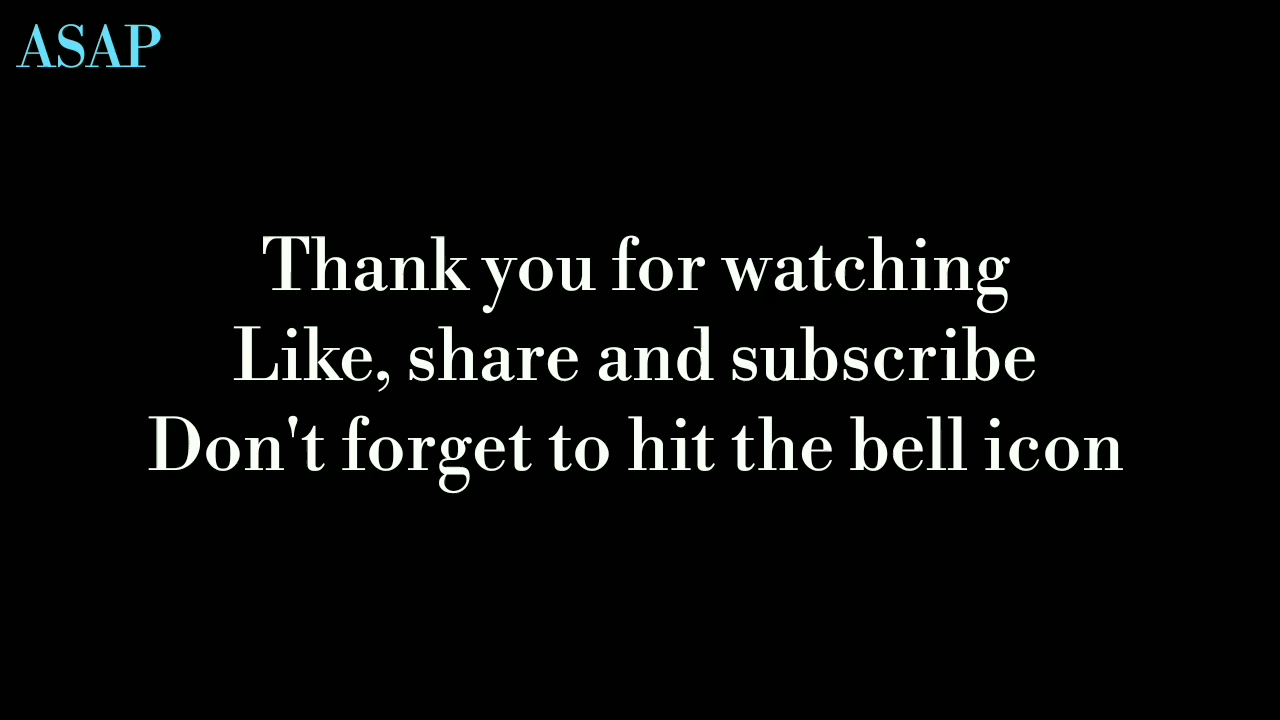 ASAP
Thank you for watching
Like, share and subscribe
Don't forget to hit the bell icon